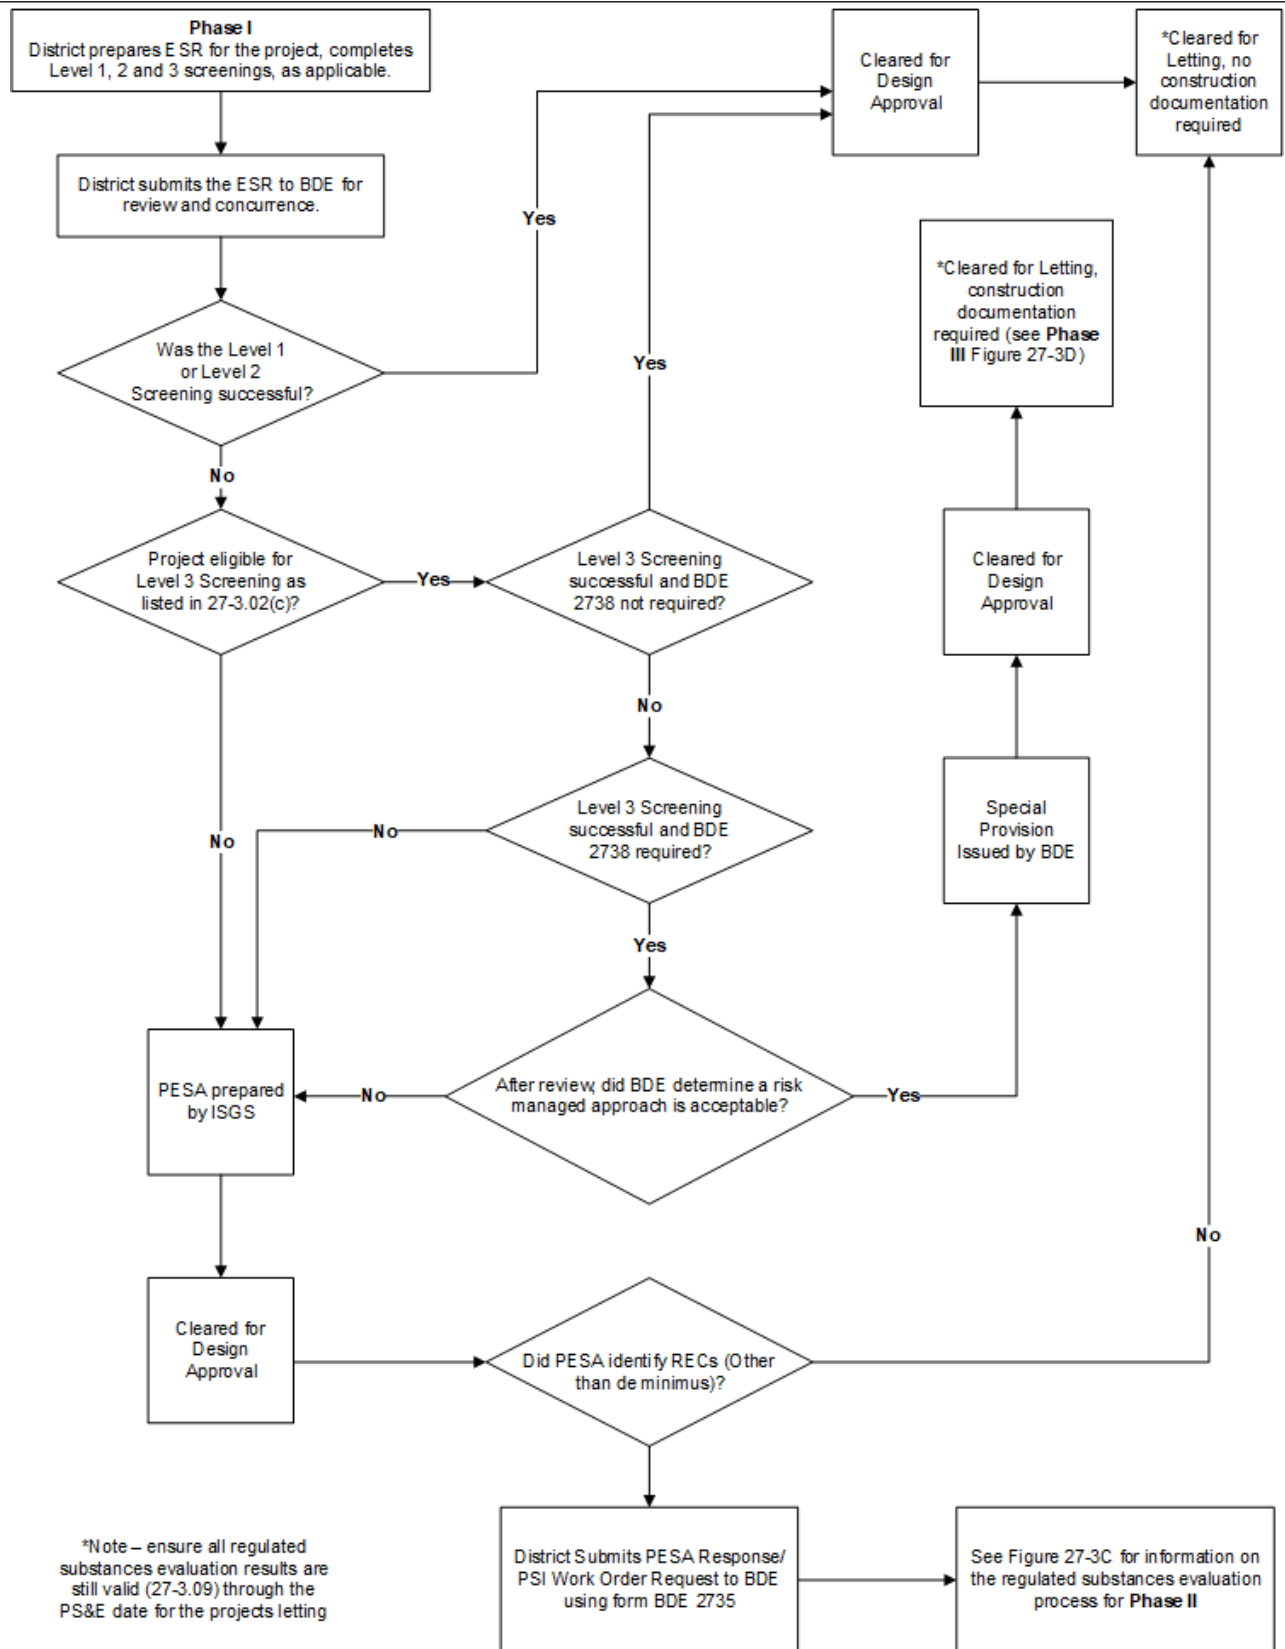 Phase I
District prepares ESR for the project, completes
Level 1, 2 and 3 screenings, as applicable.
Cleared for
Design
Approval
*Cleared for
Letting, no
construction
documentation
required
District submits the ESR to BDE for
review and concurrence.
Yes
*Cleared for Letting,
construction
documentation
required (see Phase
III Figure 27-3D)
Was the Level 1
or Level 2
Screening successful?
Yes
No
Project eligible for
Level 3 Screening as
listed in 27-3.02(c)?
Yes
Level 3 Screening
successful and BDE
2738 not required?
Cleared for
Design
Approval
No
No
Level 3 Screening
successful and BDE
2738 required?
No
Special
Provision
Issued by BDE
Yes
PESA prepared
by ISGS
No
After review, did BDE determine a risk
managed approach is acceptable?
Yes
No
Cleared for
Design
Approval
Did PESA identify RECs (Other
than de minimus)?
*Note – ensure all regulated
substances evaluation results are
still valid (27-3.09) through the
PS&E date for the projects letting
District Submits PESA Response/
PSI Work Order Request to BDE
using form BDE 2735
See Figure 27-3C for information on
the regulated substances evaluation
process for Phase II